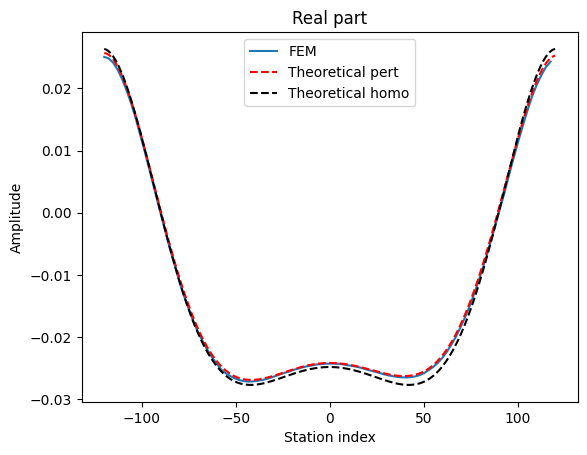 Real part
FEM
Theoretical pert
Theoretical homo
0.02
0.01
0.00
−0.01
−0.02
−0.03
Amplitude
−100
−50
0
50
100
Station index